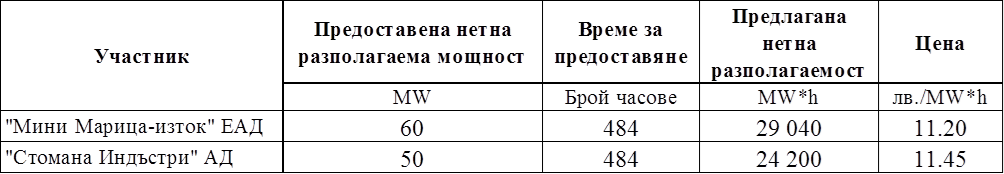 Участник | Предоставена нетна разполагаема мощност | Време за предоставяне | Предлагана нетна разполагаемост | Цена
MW | Брой часове | MW*h | лв./MW*h
"Мини Марица-изток" ЕАД | 60 | 484 | 29 040 | 11.20
"Стомана Индъстри" АД | 50 | 484 | 24 200 | 11.45